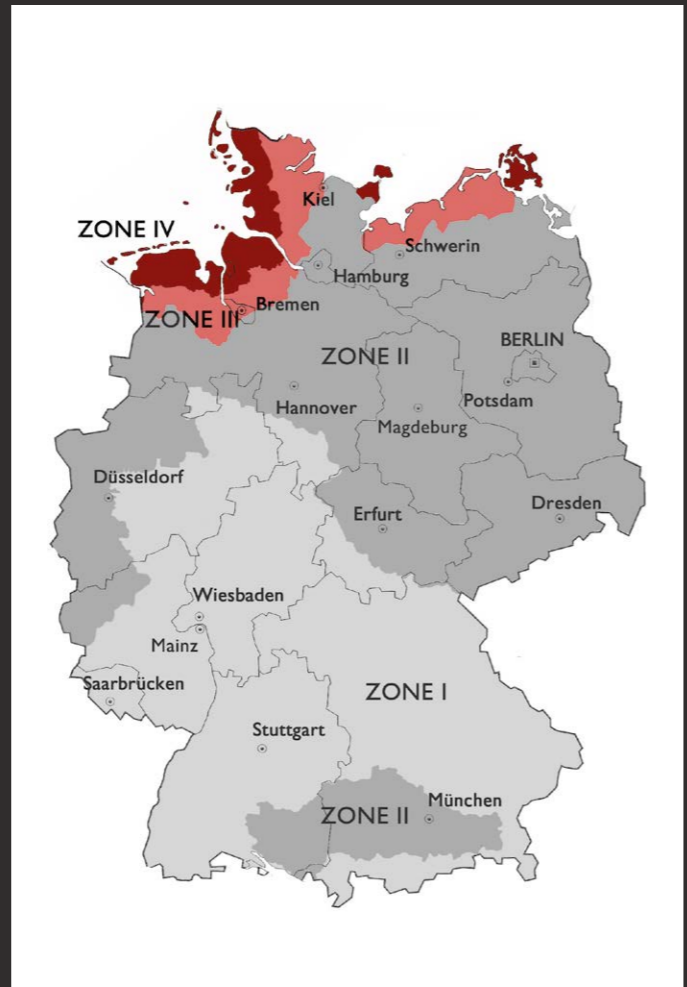 Kiel
ZONE IV
Schwerin
Hamburg
Bremen
ZONE III
BERLIN
ZONE II
Potsdam
Hannover
Magdeburg
Düsseldorf
Dresden
Erfurt
Wiesbaden
Mainz
Saarbrücken
ZONE I
Stuttgart
München
ZONE II